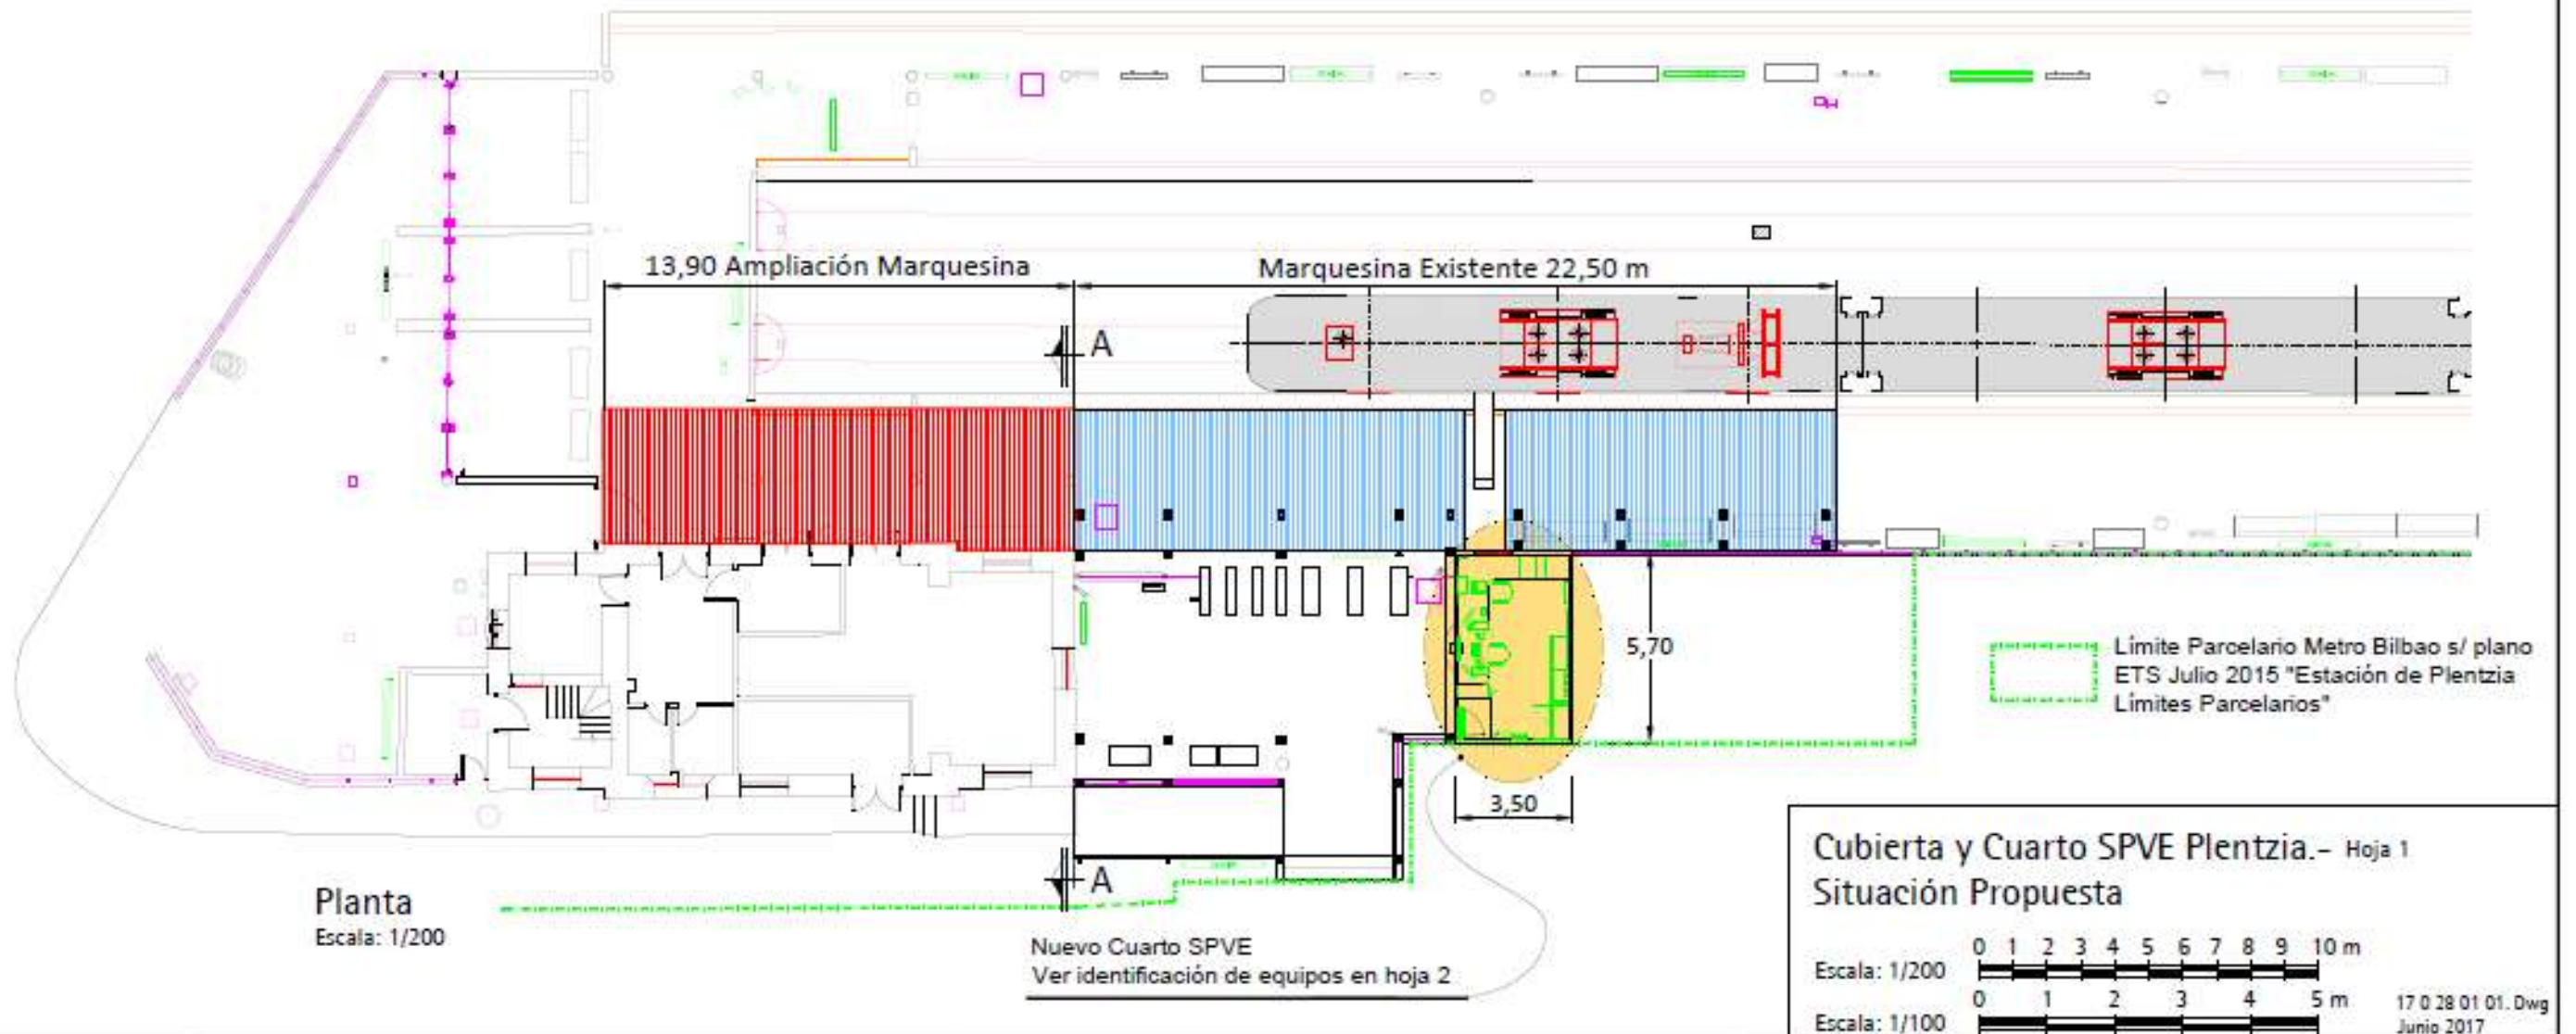 13,90 Ampliación Marquesina
Marquesina Existente 22,50 m
A
5,70
Límite Parcelario Metro Bilbao s/ plano
ETS Julio 2015 "Estación de Plentzia
Límites Parcelarios"
3,50
A
Planta
Escala: 1/200
Nuevo Cuarto SPVE
Ver identificación de equipos en hoja 2
Cubierta y Cuarto SPVE Plentzia.- Hoja 1
Situación Propuesta
Escala: 1/200 0 1 2 3 4 5 6 7 8 9 10 m
Escala: 1/100 0 1 2 3 4 5 m
17 0 28 01 01. Dwg
Junio 2017